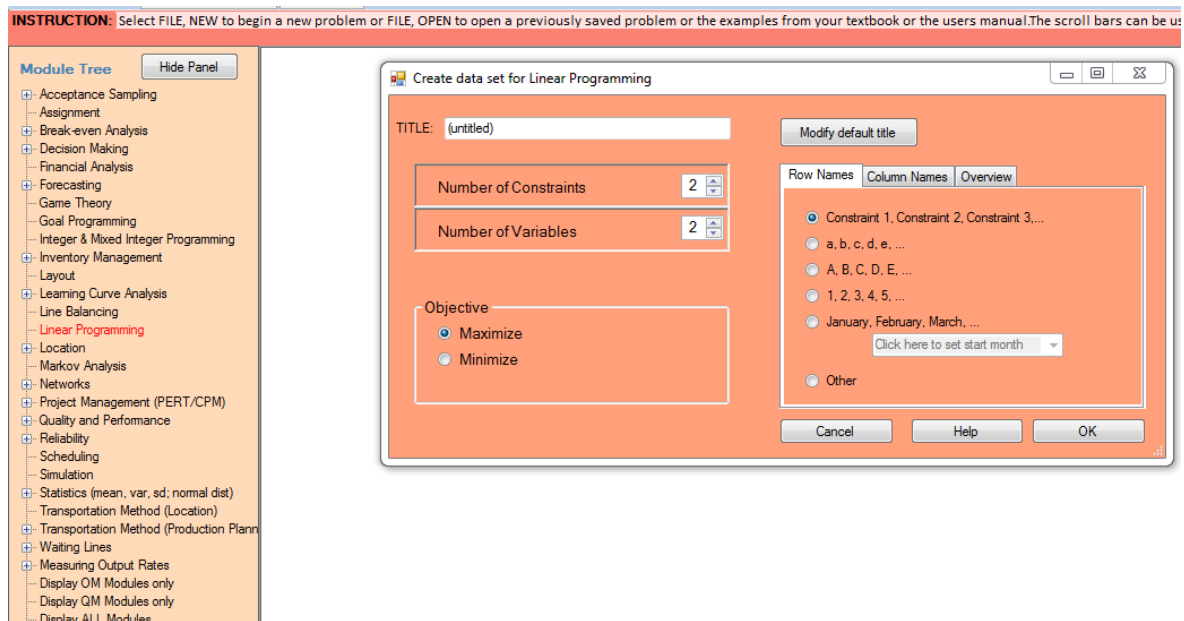 INSTRUCTION: Select FILE, NEW to begin a new problem or FILE, OPEN to open a previously saved problem or the examples from your textbook or the users manual.The scroll bars can be us
Module Tree
Hide Panel
Acceptance Sampling
Assignment
Break-even Analysis
Decision Making
Financial Analysis
Forecasting
Game Theory
Goal Programming
Integer & Mixed Integer Programming
Inventory Management
Layout
Learning Curve Analysis
Line Balancing
Linear Programming
Location
Markov Analysis
Networks
Project Management (PERT/CPM)
Quality and Performance
Reliability
Scheduling
Simulation
Statistics (mean, var, sd; normal dist)
Transportation Method (Location)
Transportation Method (Production Plann
Waiting Lines
Measuring Output Rates
Display OM Modules only
Display QM Modules only
Display ALL Modules
Create data set for Linear Programming
TITLE: (untitled)
Modify default title
Number of Constraints 2
Number of Variables 2
Objective
Maximize
Minimize
Row Names Column Names Overview
Constraint 1, Constraint 2, Constraint 3,...
a, b, c, d, e, ...
A, B, C, D, E, ...
1, 2, 3, 4, 5, ...
January, February, March, ...
Click here to set start month
Other
Cancel Help OK